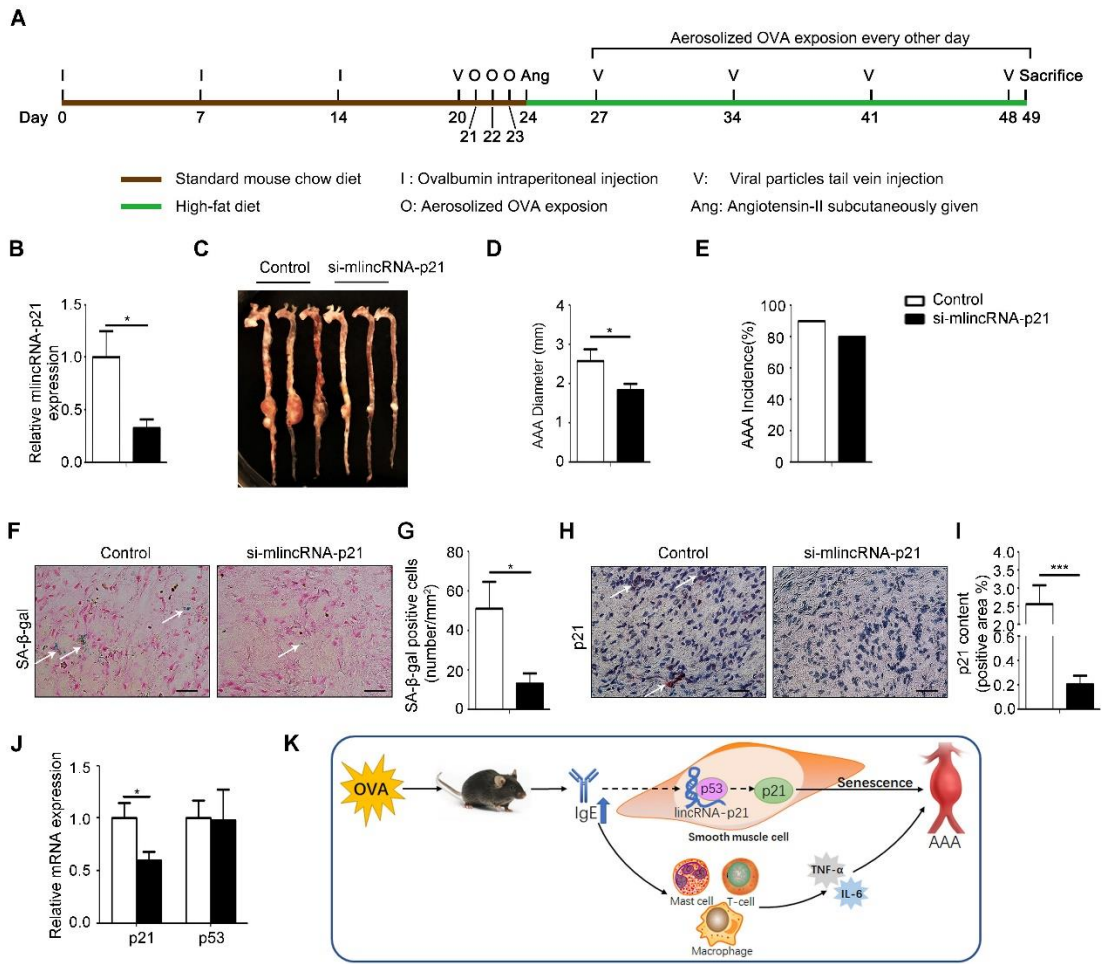 A
Aerosolized OVA exposion every other day
I I I V O O O Ang V V V V Sacrifice
Day 0 7 14 20 24 27 34 41 48 49
21 22 23
Standard mouse chow diet I : Ovalbumin intraperitoneal injection V: Viral particles tail vein injection
High-fat diet O: Aerosolized OVA exposion Ang: Angiotensin-II subcutaneously given
B
Relative mlincRNA-p21
expression
1.5
1.0
0.5
0.0
*
C
Control si-mlincRNA-p21
D
AAA Diameter (mm)
4
3
2
1
0
*
E
AAA Incidence(%)
100
80
60
40
20
0
Control
si-mlincRNA-p21
F
Control si-mlincRNA-p21
SA-β-gal
G
SA-β-gal positive cells
(number/mm²)
80
60
40
20
0
*
H
Control si-mlincRNA-p21
p21
I
p21 content
(positive area %)
4.0
3.5
3.0
2.5
2.0
0.6
0.4
0.2
0.0
***
J
Relative mRNA expression
1.5
1.0
0.5
0.0
*
p21 p53
K
OVA
IgE
p53
p21
lincRNA-p21
Smooth muscle cell
Senescence
AAA
Mast cell T-cell
Macrophage
TNF-α
IL-6